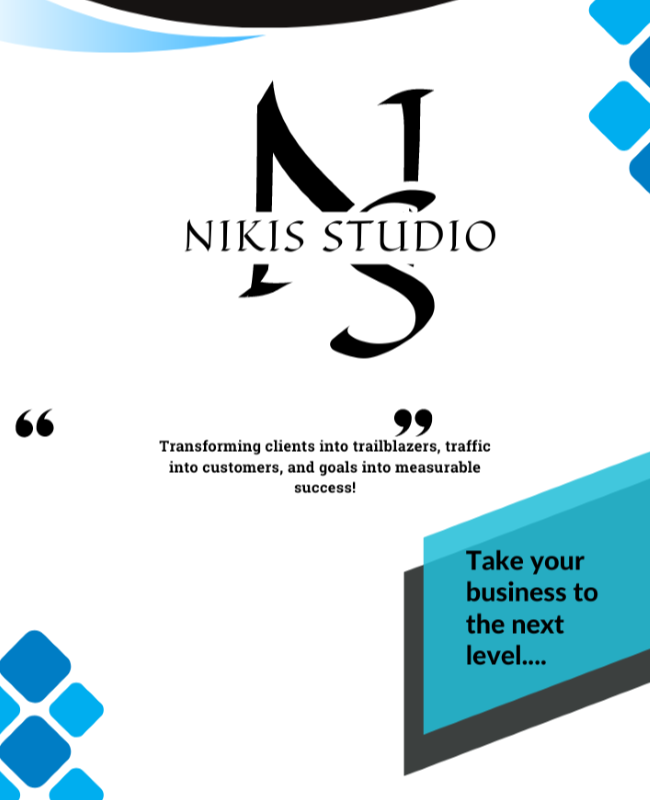 NS
NIKIS STUDIO
“ ”
Transforming clients into trailblazers, traffic
into customers, and goals into measurable
success!
Take your
business to
the next
level....